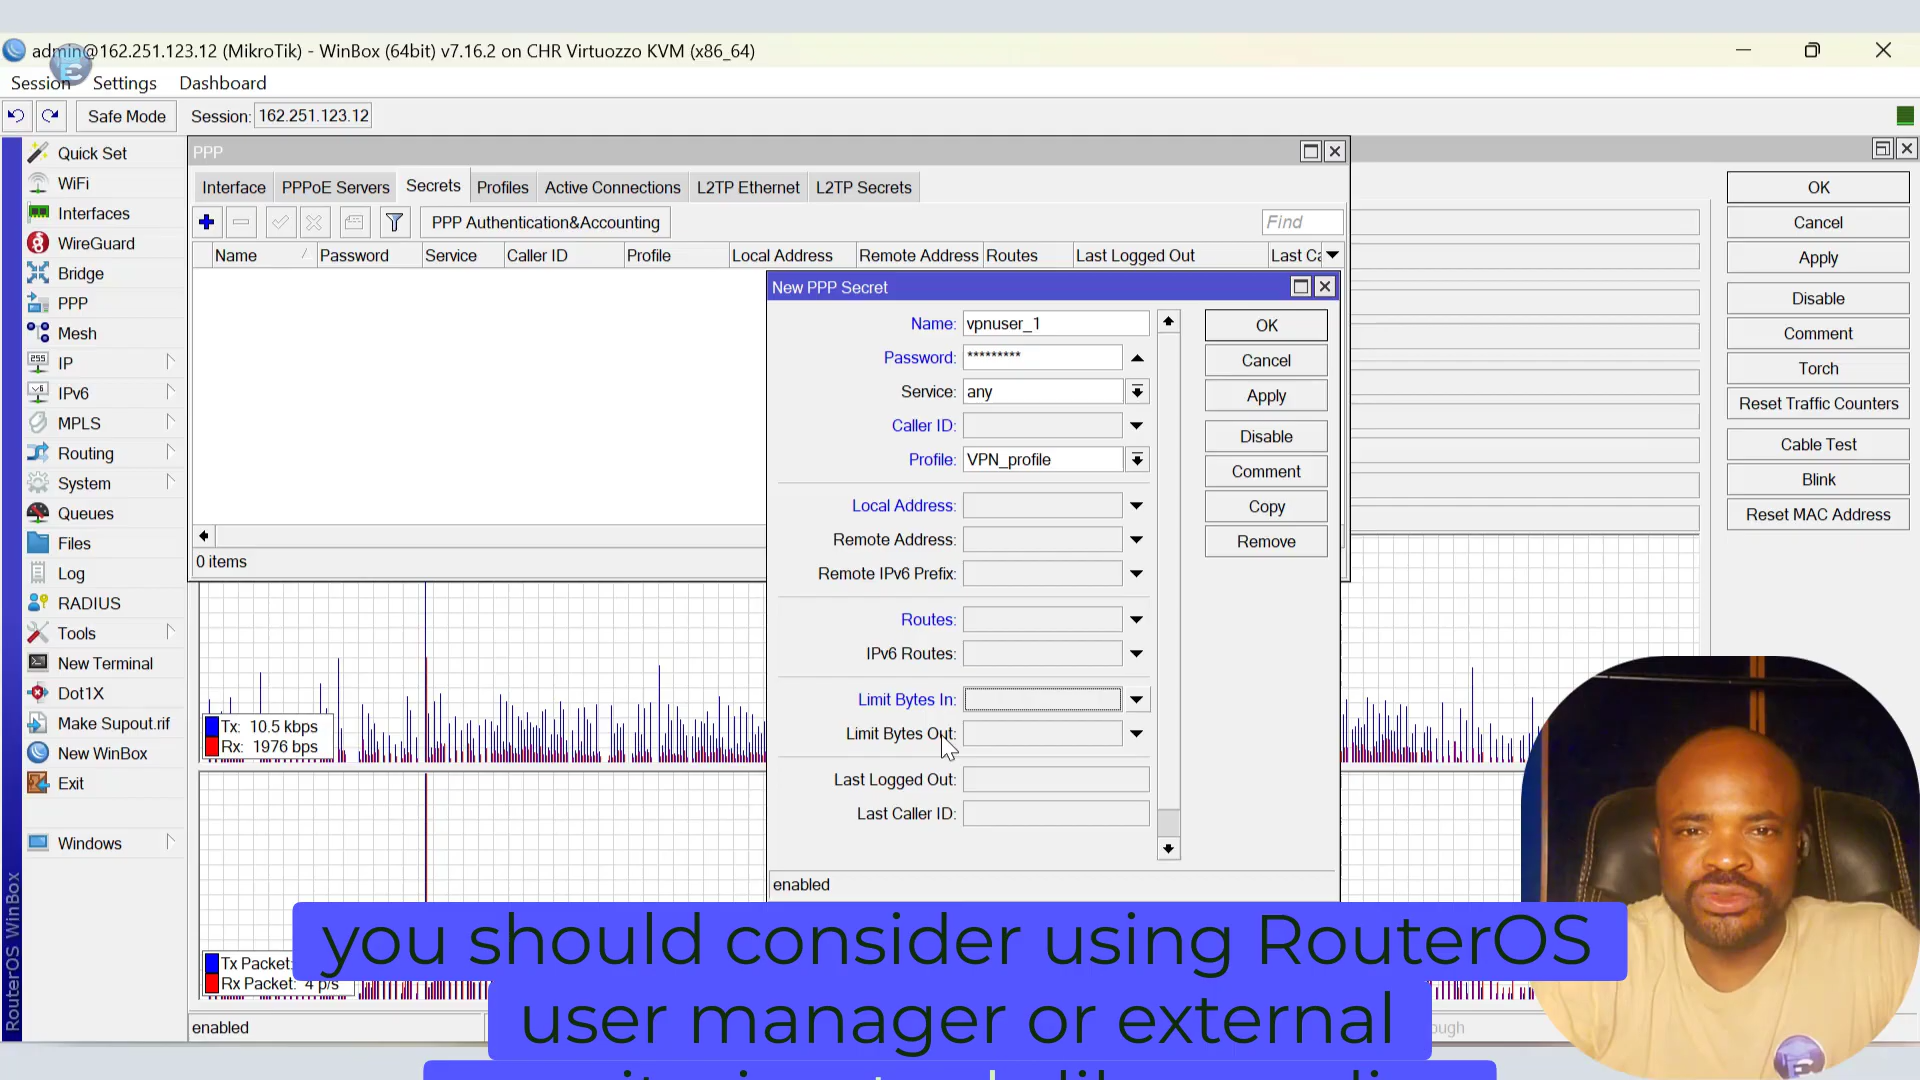 admin@162.251.123.12 (MikroTik) - WinBox (64bit) v7.16.2 on CHR Virtuozzo KVM (x86_64)
Session Settings Dashboard
Safe Mode Session: 162.251.123.12
Quick Set
WiFi
Interfaces
WireGuard
Bridge
PPP
Mesh
IP
IPv6
MPLS
Routing
System
Queues
Files
Log
RADIUS
Tools
New Terminal
Dot1X
Make Supout.rif
New WinBox
Exit
Windows
RouterOS WinBox
PPP
Interface PPPoE Servers Secrets Profiles Active Connections L2TP Ethernet L2TP Secrets
PPP Authentication&Accounting Find
Name Password Service Caller ID Profile Local Address Remote Address Routes Last Logged Out Last Ca
0 items
New PPP Secret
Name: vpnuser_1
Password: *********
Service: any
Caller ID:
Profile: VPN_profile
Local Address:
Remote Address:
Remote IPv6 Prefix:
Routes:
IPv6 Routes:
Limit Bytes In:
Limit Bytes Out:
Last Logged Out:
Last Caller ID:
enabled
OK
Cancel
Apply
Disable
Comment
Copy
Remove
OK
Cancel
Apply
Disable
Comment
Torch
Reset Traffic Counters
Cable Test
Blink
Reset MAC Address
Tx: 10.5 kbps
Rx: 1976 bps
Tx Packet:
Rx Packet: 4 p/s
enabled
you should consider using RouterOS
user manager or external